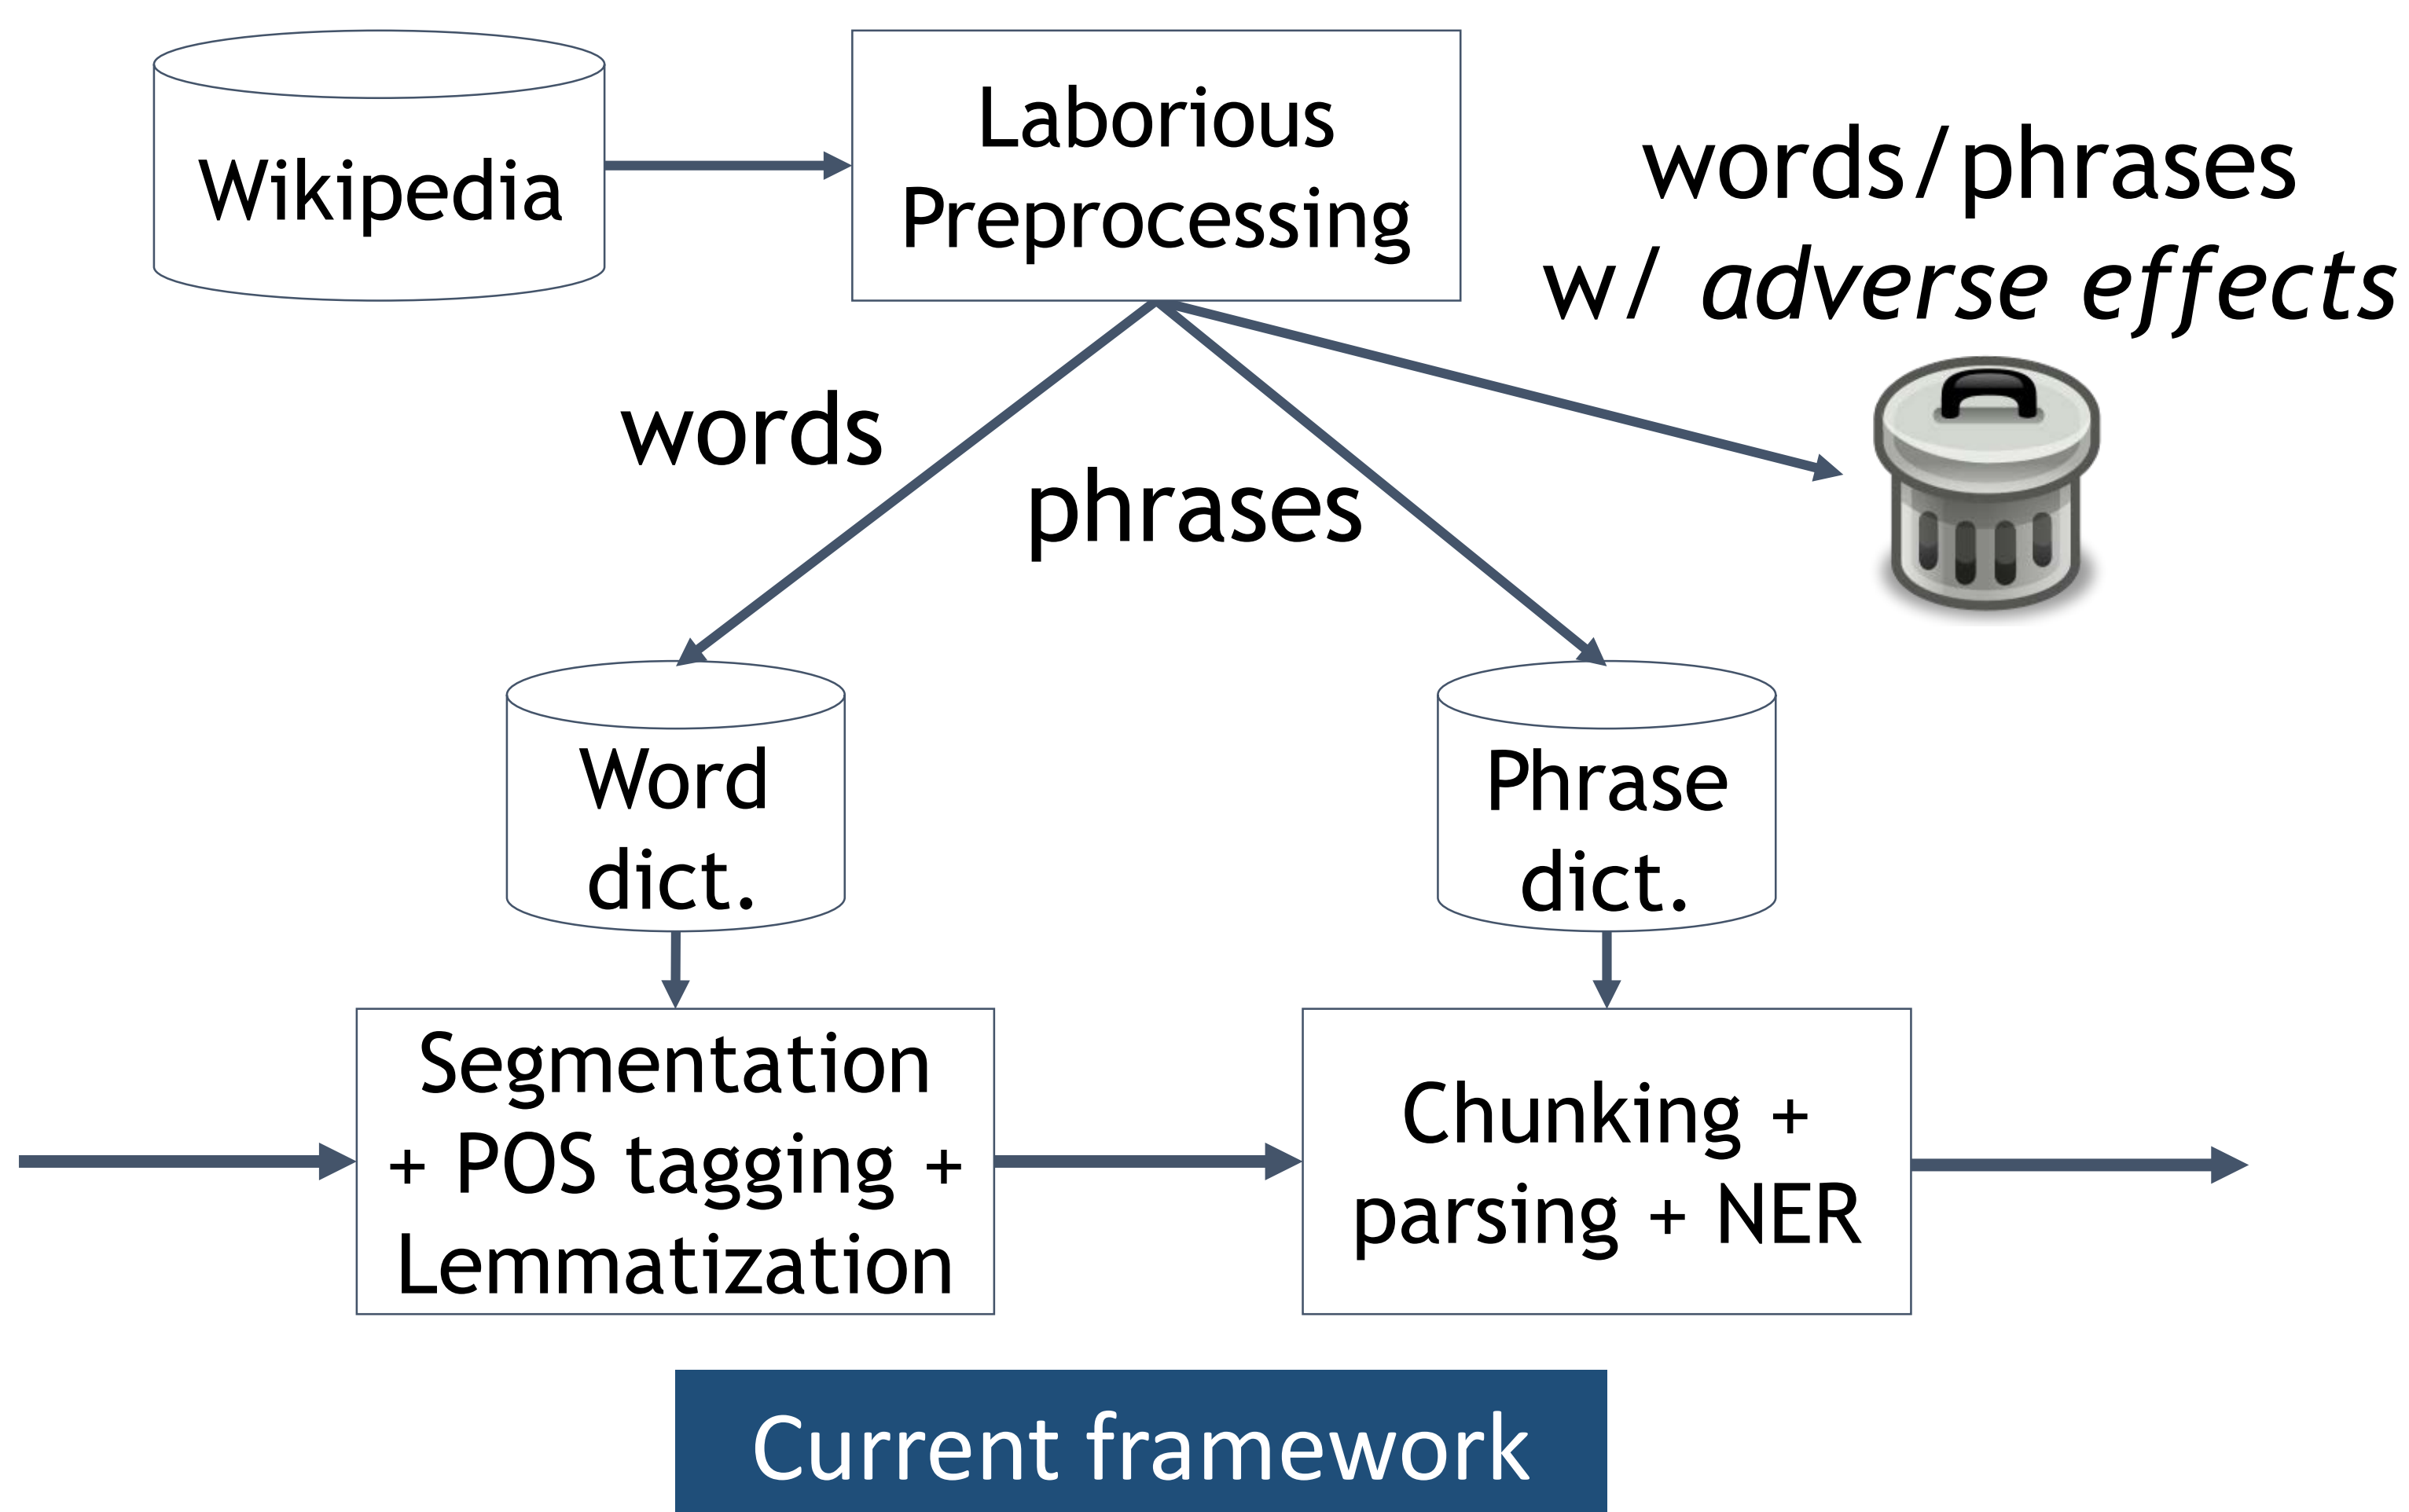 Wikipedia
Laborious
Preprocessing
words/phrases
w/ adverse effects
words
phrases
Word
dict.
Phrase
dict.
Segmentation
+ POS tagging +
Lemmatization
Chunking +
parsing + NER
Current framework